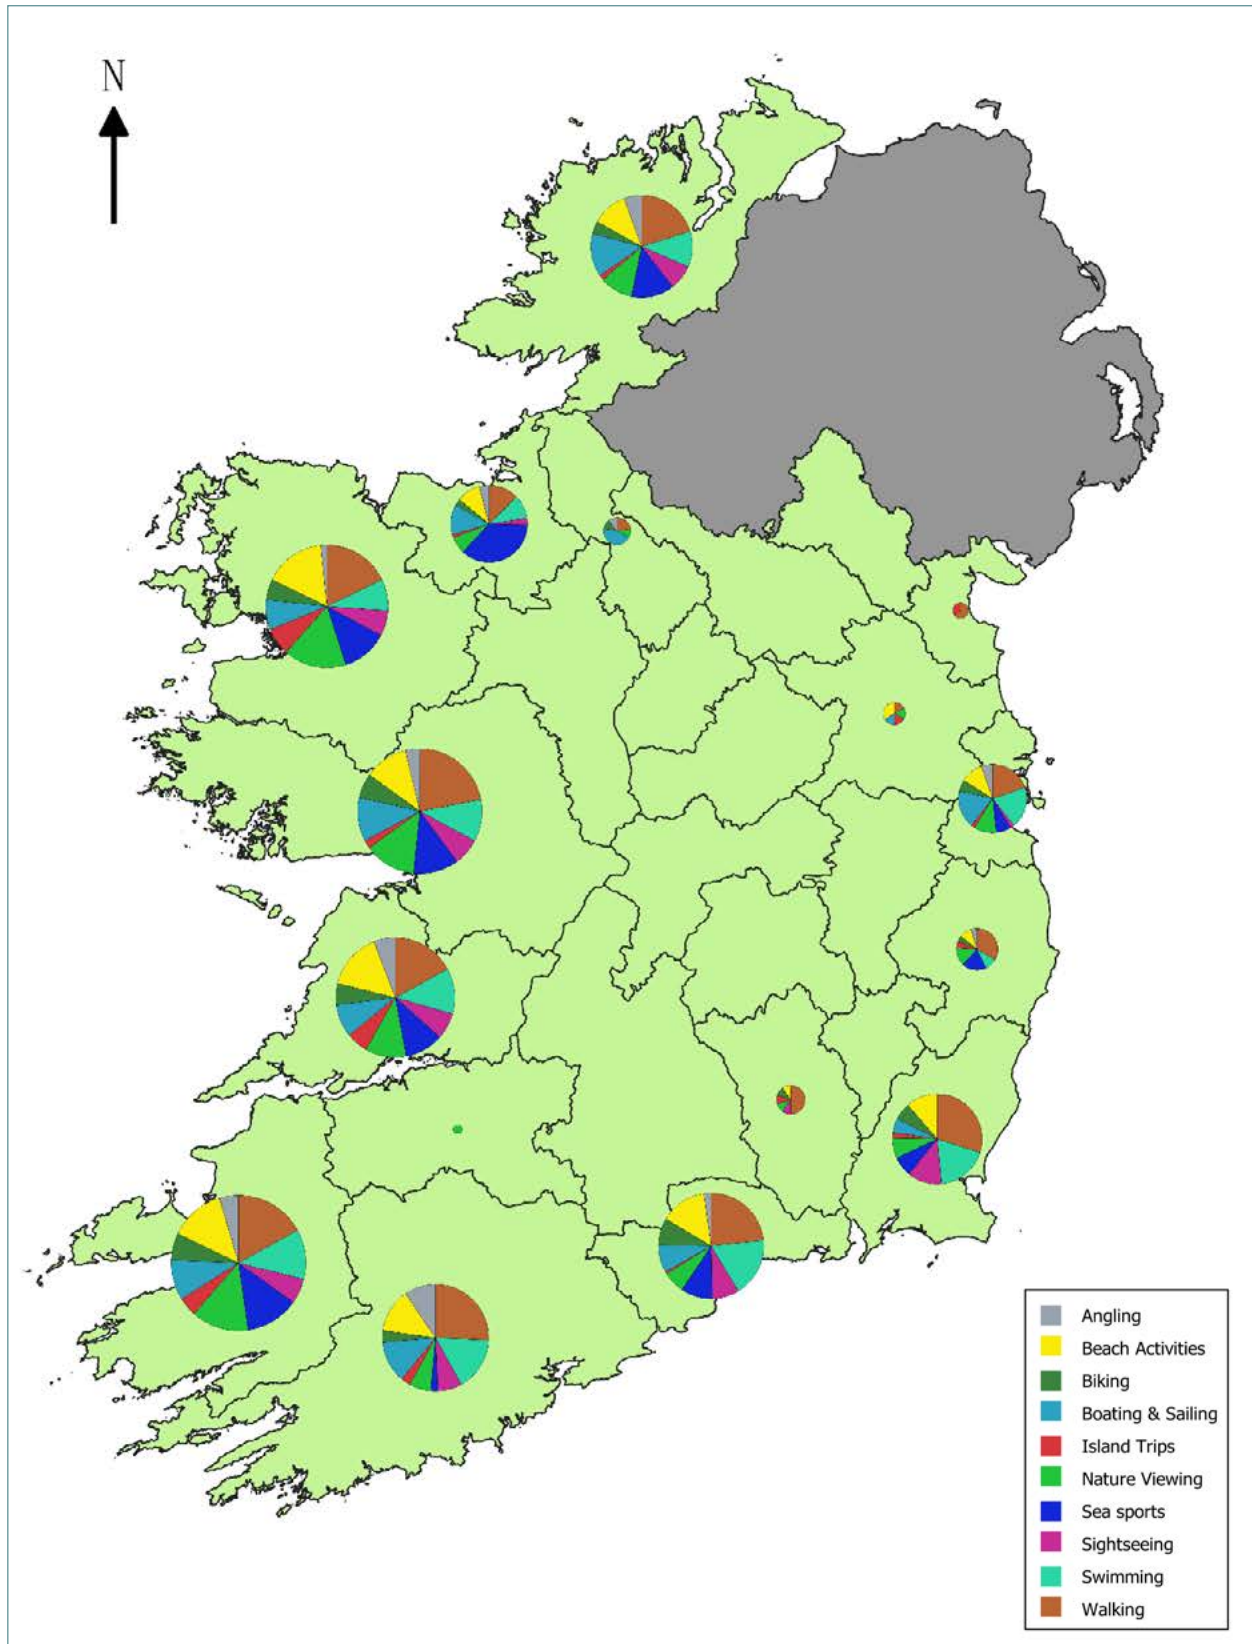 N
Angling
Beach Activities
Biking
Boating & Sailing
Island Trips
Nature Viewing
Sea sports
Sightseeing
Swimming
Walking